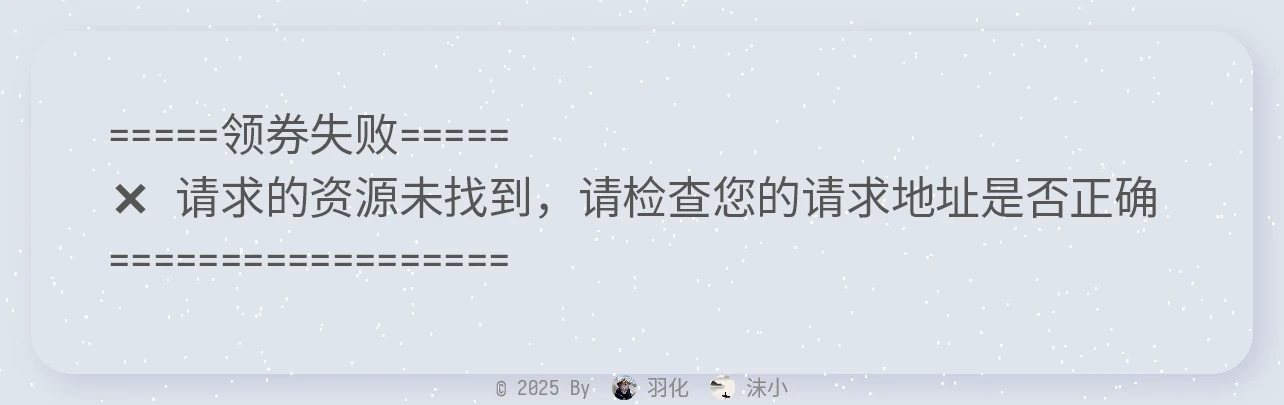 =====领券失败=====
❌ 请求的资源未找到，请检查您的请求地址是否正确
==================
© 2025 By 羽化 沫小